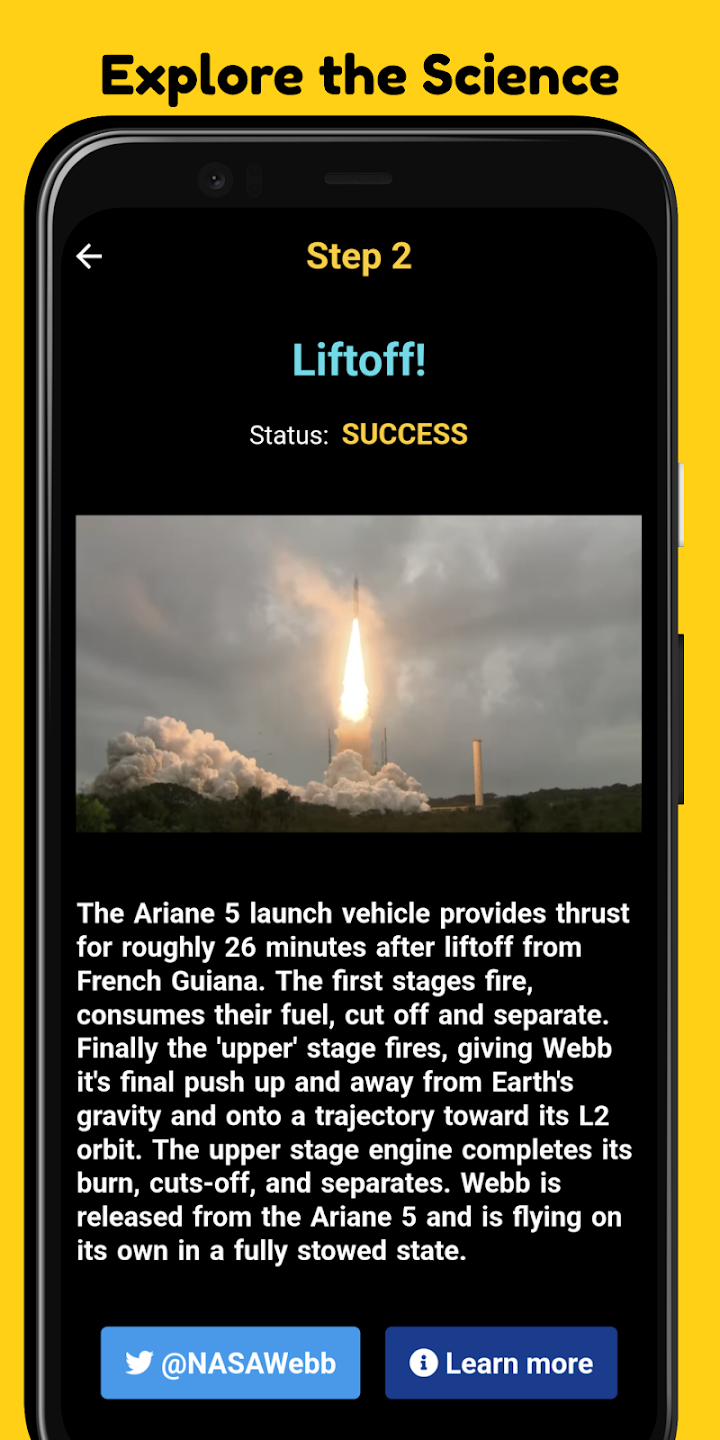 Explore the Science
Step 2
Liftoff!
Status: SUCCESS
The Ariane 5 launch vehicle provides thrust
for roughly 26 minutes after liftoff from
French Guiana. The first stages fire,
consumes their fuel, cut off and separate.
Finally the 'upper' stage fires, giving Webb
it's final push up and away from Earth's
gravity and onto a trajectory toward its L2
orbit. The upper stage engine completes its
burn, cuts-off, and separates. Webb is
released from the Ariane 5 and is flying on
its own in a fully stowed state.
@NASAWebb
Learn more